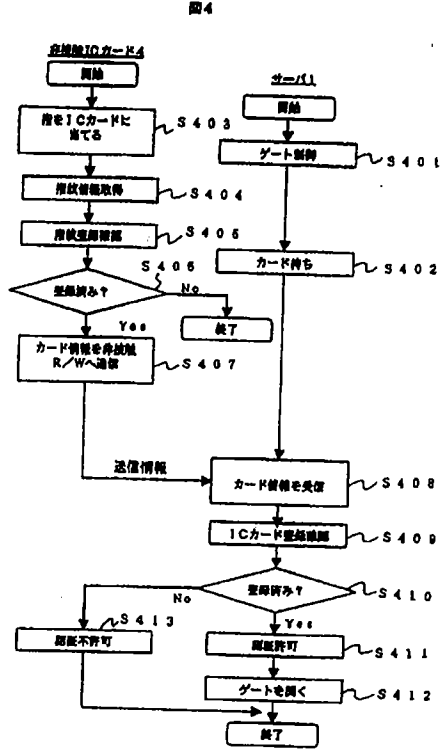 図4
非接触ICカード4
開始
指をICカードに
当てる
S403
指紋情報取得
S404
指紋登録確認
S405
登録済み?
S406
No
終了
Yes
カード情報を非接触
R/Wへ送信
S407
サーバ1
開始
ゲート制御
S401
カード待ち
S402
送信情報
カード情報を受信
S408
ICカード登録確認
S409
登録済み?
S410
No
Yes
認証不許可
S413
認証許可
S411
ゲートを開く
S412
終了